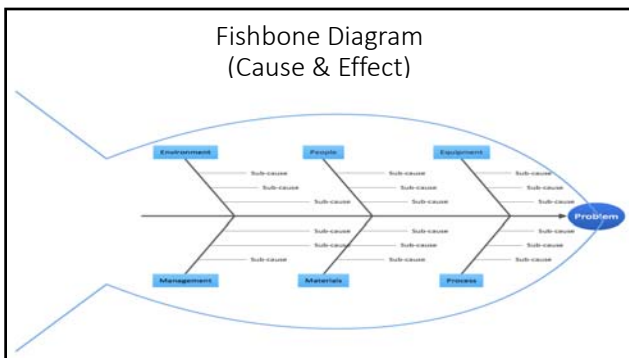 Fishbone Diagram
(Cause & Effect)
Environment People Equipment
Sub-cause Sub-cause Sub-cause
Sub-cause Sub-cause Sub-cause
Sub-cause Sub-cause Sub-cause
Problem
Sub-cause Sub-cause Sub-cause
Sub-cause Sub-cause Sub-cause
Sub-cause Sub-cause Sub-cause
Management Materials Process